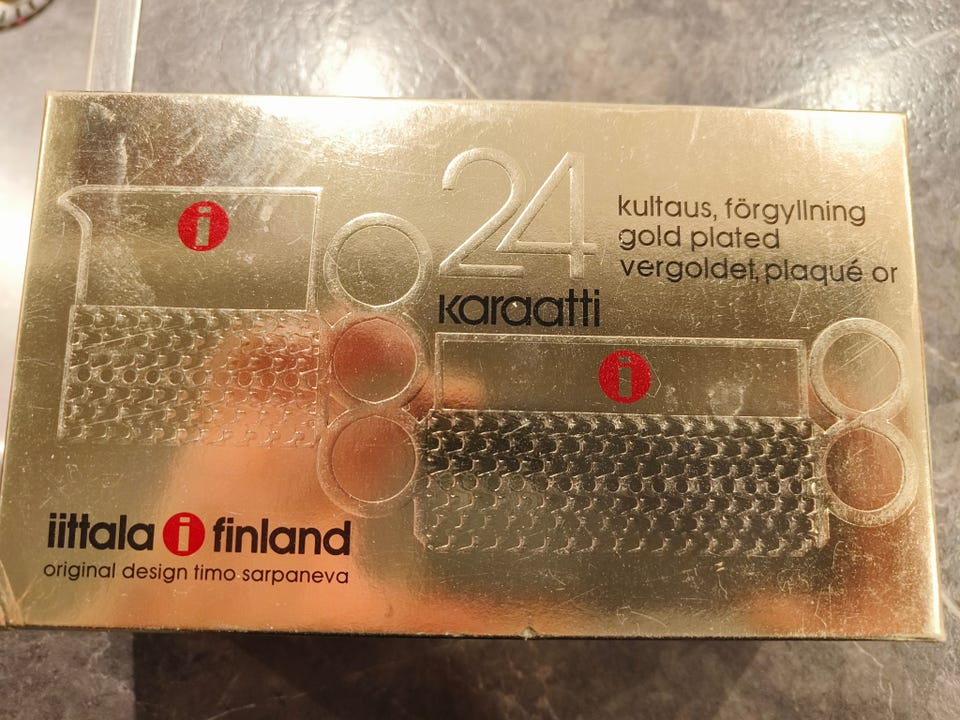 i
24
karaatti
kultaus, förgyllning
gold plated
vergoldet, plaqué or
i
iittala i finland
original design timo sarpaneva